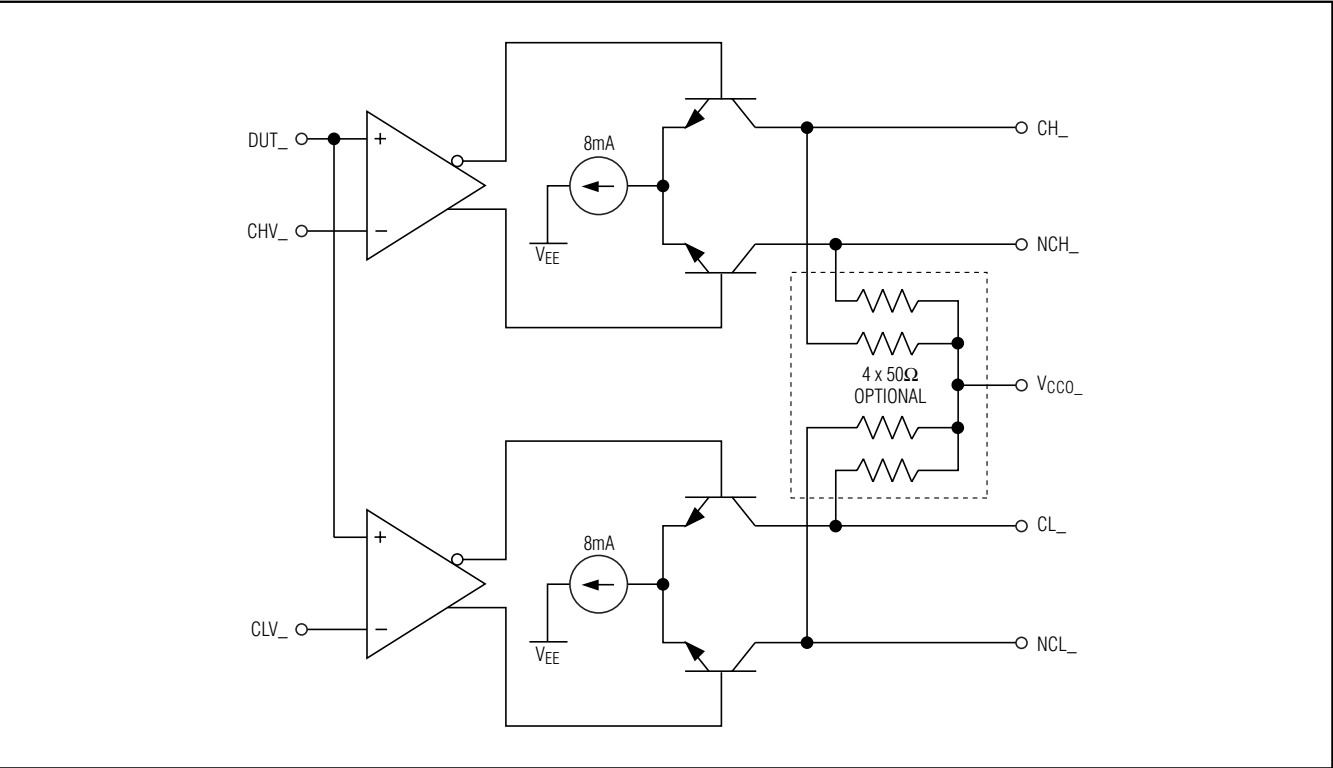 DUT_
+
CHV_
−
8mA
VEE
CH_
NCH_
4 x 50Ω
OPTIONAL
VCCO_
+
CLV_
−
8mA
VEE
CL_
NCL_